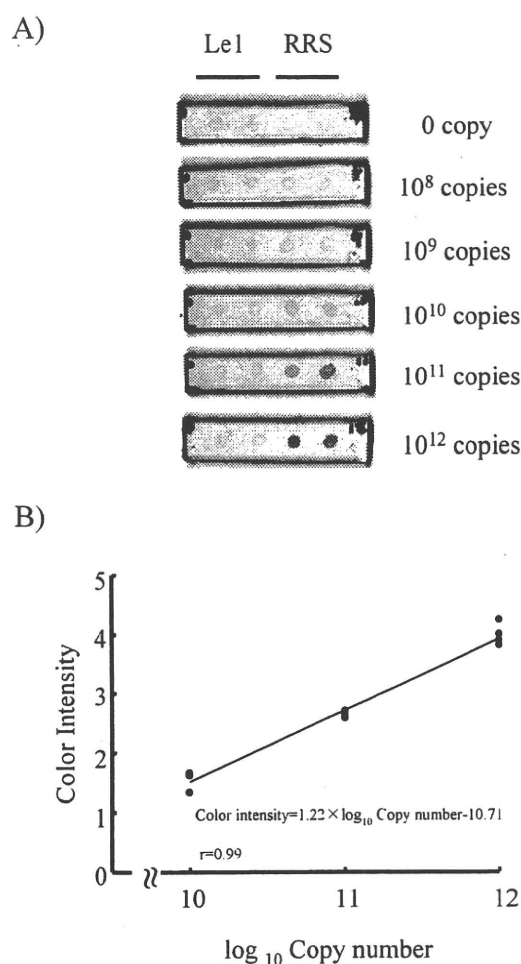 A)
Le1 RRS
0 copy
10⁸ copies
10⁹ copies
10¹⁰ copies
10¹¹ copies
10¹² copies
B)
Color Intensity
5
4
3
2
1
0
Color intensity=1.22×log₁₀ Copy number-10.71
r=0.99
10 11 12
log ₁₀ Copy number